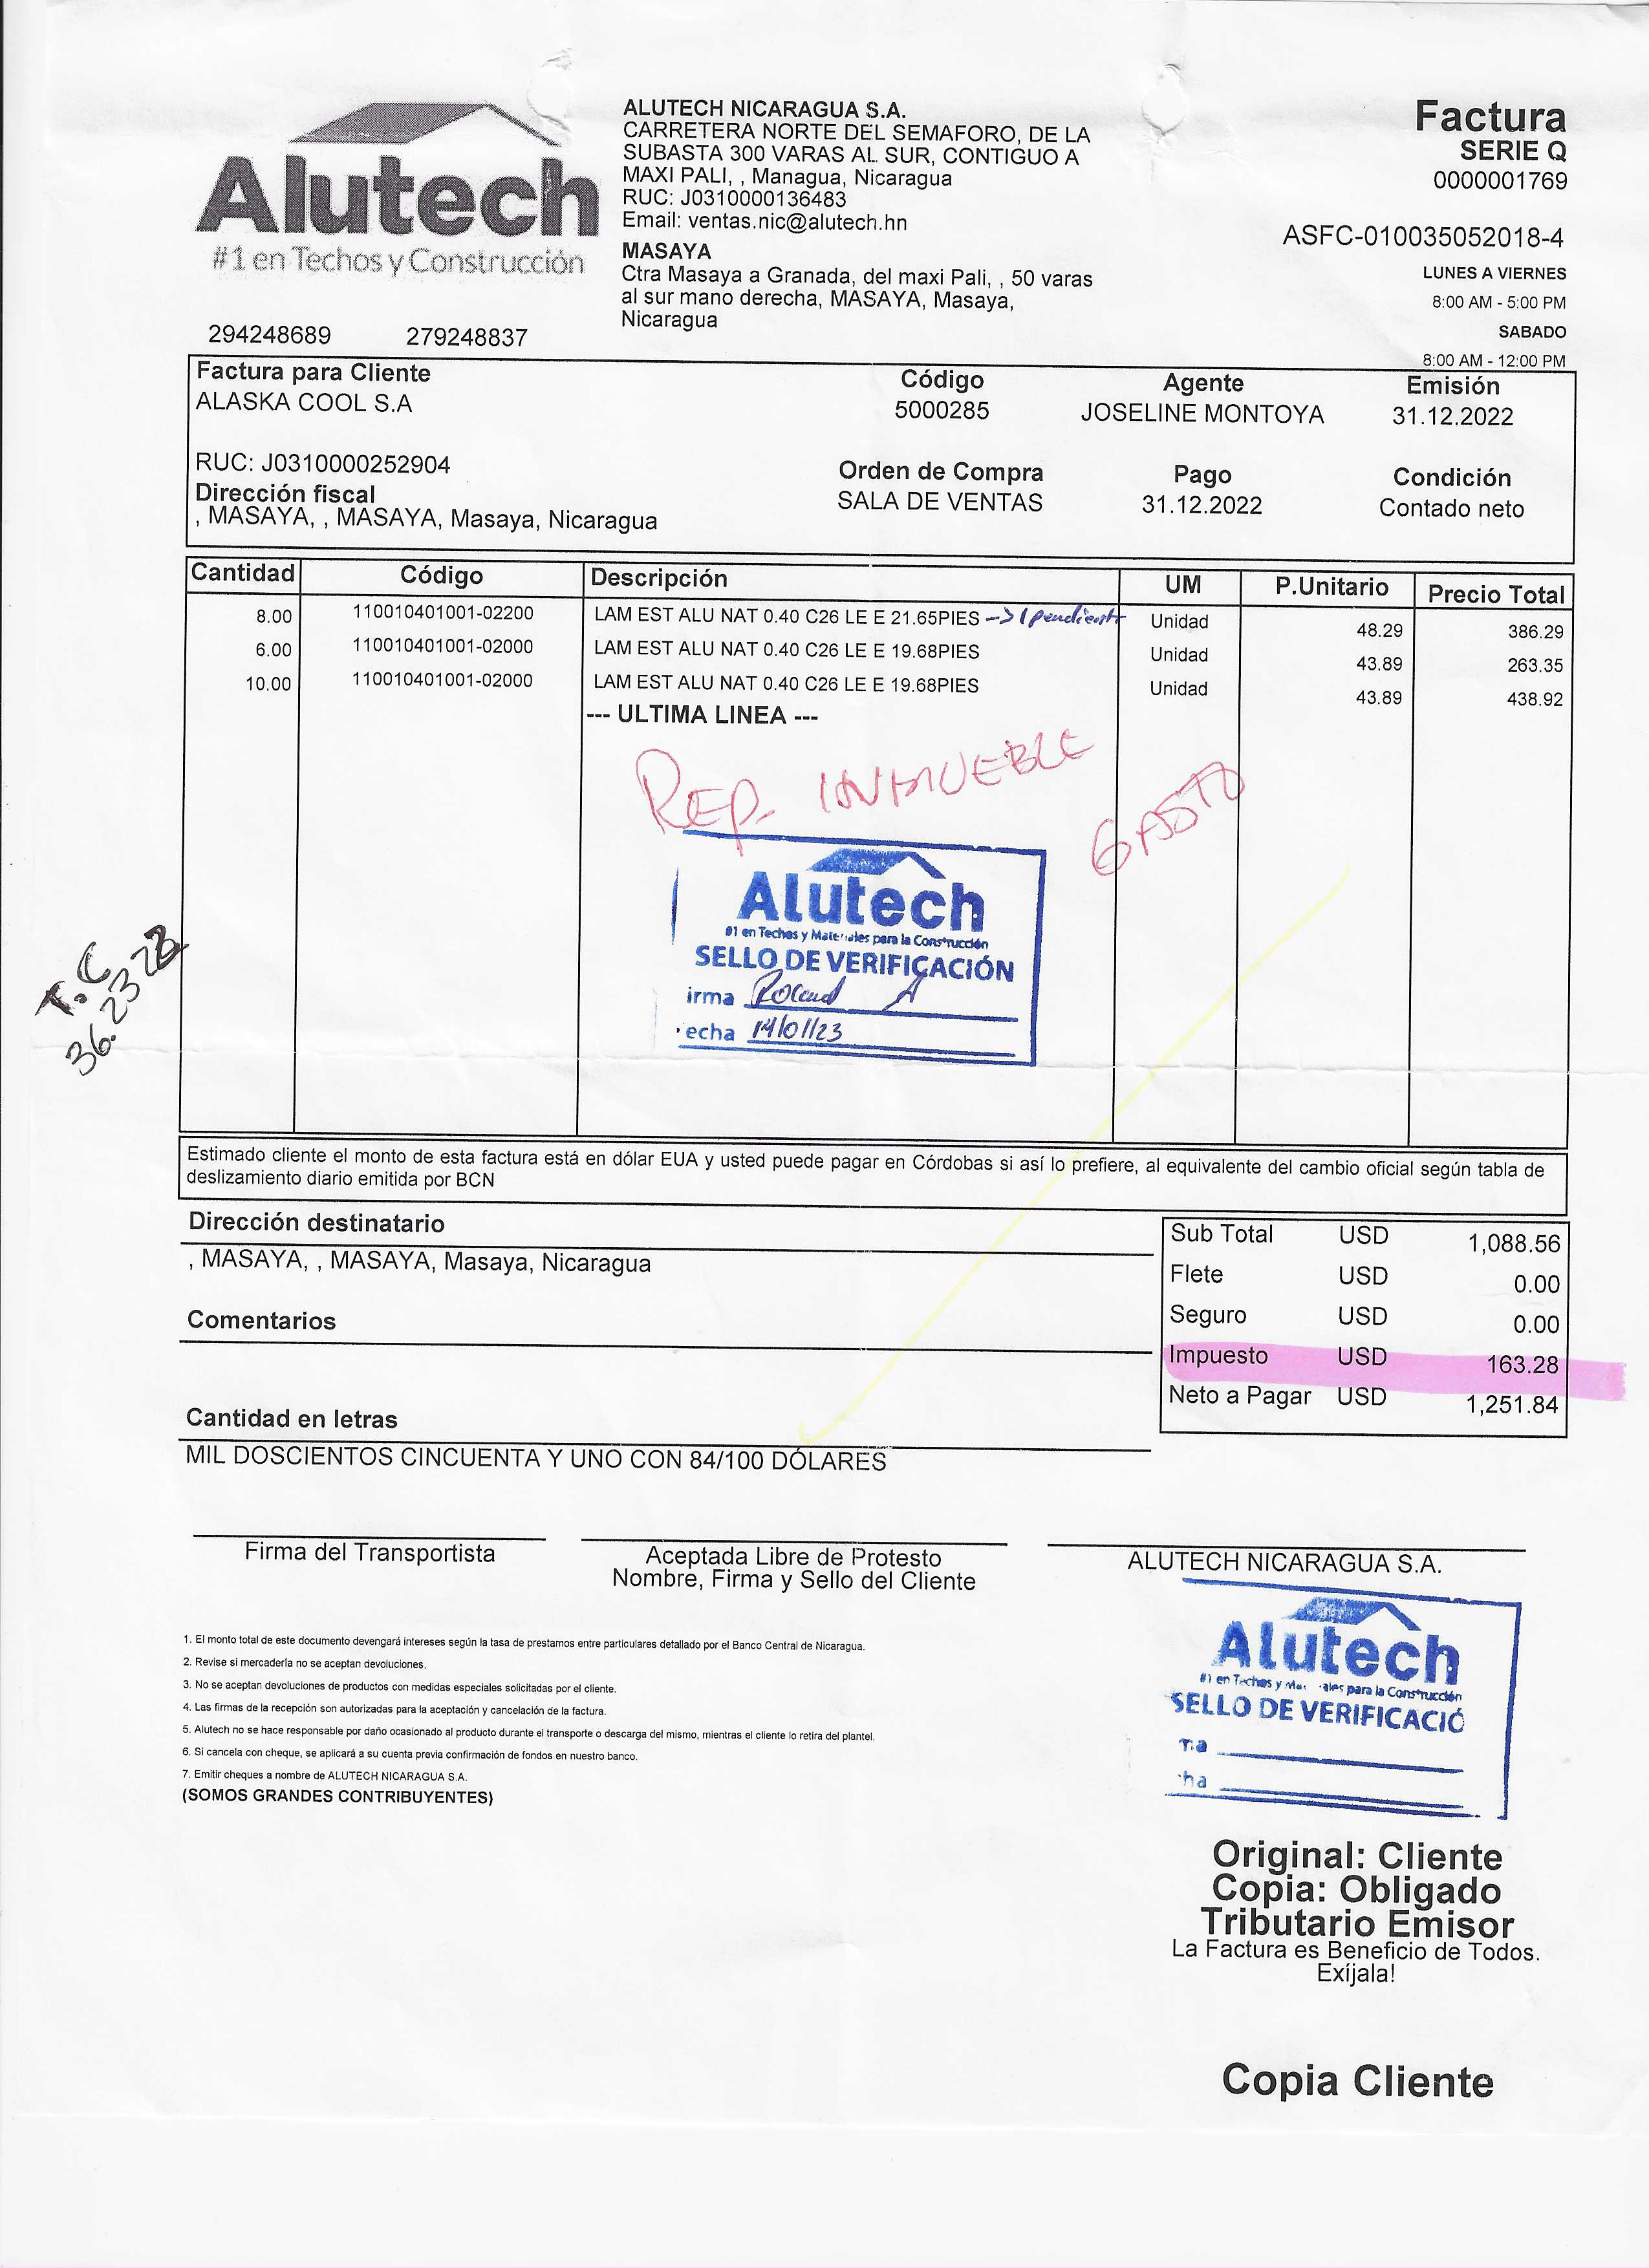 Alutech
#1 en Techos y Construcción
294248689 279248837
ALUTECH NICARAGUA S.A.
CARRETERA NORTE DEL SEMAFORO, DE LA
SUBASTA 300 VARAS AL SUR, CONTIGUO A
MAXI PALI, , Managua, Nicaragua
RUC: J0310000136483
Email: ventas.nic@alutech.hn
MASAYA
Ctra Masaya a Granada, del maxi Pali, , 50 varas
al sur mano derecha, MASAYA, Masaya,
Nicaragua
Factura
SERIE Q
0000001769
ASFC-010035052018-4
LUNES A VIERNES
8:00 AM - 5:00 PM
SABADO
8:00 AM - 12:00 PM
Factura para Cliente
ALASKA COOL S.A
RUC: J0310000252904
Dirección fiscal
, MASAYA, , MASAYA, Masaya, Nicaragua
Código Agente Emisión
5000285 JOSELINE MONTOYA 31.12.2022
Orden de Compra Pago Condición
SALA DE VENTAS 31.12.2022 Contado neto
Cantidad Código Descripción UM P.Unitario Precio Total
8.00 110010401001-02200 LAM EST ALU NAT 0.40 C26 LE E 21.65PIES -> 1 pendiente Unidad 48.29 386.29
6.00 110010401001-02000 LAM EST ALU NAT 0.40 C26 LE E 19.68PIES Unidad 43.89 263.35
10.00 110010401001-02000 LAM EST ALU NAT 0.40 C26 LE E 19.68PIES Unidad 43.89 438.92
--- ULTIMA LINEA ---
REP. INMUEBLE
GASTO
Alutech
#1 en Techos y Materiales para la Construcción
SELLO DE VERIFICACIÓN
irma Roland A
echa 14/01/23
T.C
36.2322
Estimado cliente el monto de esta factura está en dólar EUA y usted puede pagar en Córdobas si así lo prefiere, al equivalente del cambio oficial según tabla de
deslizamiento diario emitida por BCN
Dirección destinatario
, MASAYA, , MASAYA, Masaya, Nicaragua
Comentarios
Cantidad en letras
MIL DOSCIENTOS CINCUENTA Y UNO CON 84/100 DÓLARES
Sub Total USD 1,088.56
Flete USD 0.00
Seguro USD 0.00
Impuesto USD 163.28
Neto a Pagar USD 1,251.84
Firma del Transportista
Aceptada Libre de Protesto
Nombre, Firma y Sello del Cliente
ALUTECH NICARAGUA S.A.
1. El monto total de este documento devengará intereses según la tasa de prestamos entre particulares detallado por el Banco Central de Nicaragua.
2. Revise si mercadería no se aceptan devoluciones.
3. No se aceptan devoluciones de productos con medidas especiales solicitadas por el cliente.
4. Las firmas de la recepción son autorizadas para la aceptación y cancelación de la factura.
5. Alutech no se hace responsable por daño ocasionado al producto durante el transporte o descarga del mismo, mientras el cliente lo retira del plantel.
6. Si cancela con cheque, se aplicará a su cuenta previa confirmación de fondos en nuestro banco.
7. Emitir cheques a nombre de ALUTECH NICARAGUA S.A.
(SOMOS GRANDES CONTRIBUYENTES)
Alutech
#1 en Techos y Ma ales para la Construcción
SELLO DE VERIFICACIÓ
ma
ha
Original: Cliente
Copia: Obligado
Tributario Emisor
La Factura es Beneficio de Todos.
Exíjala!
Copia Cliente